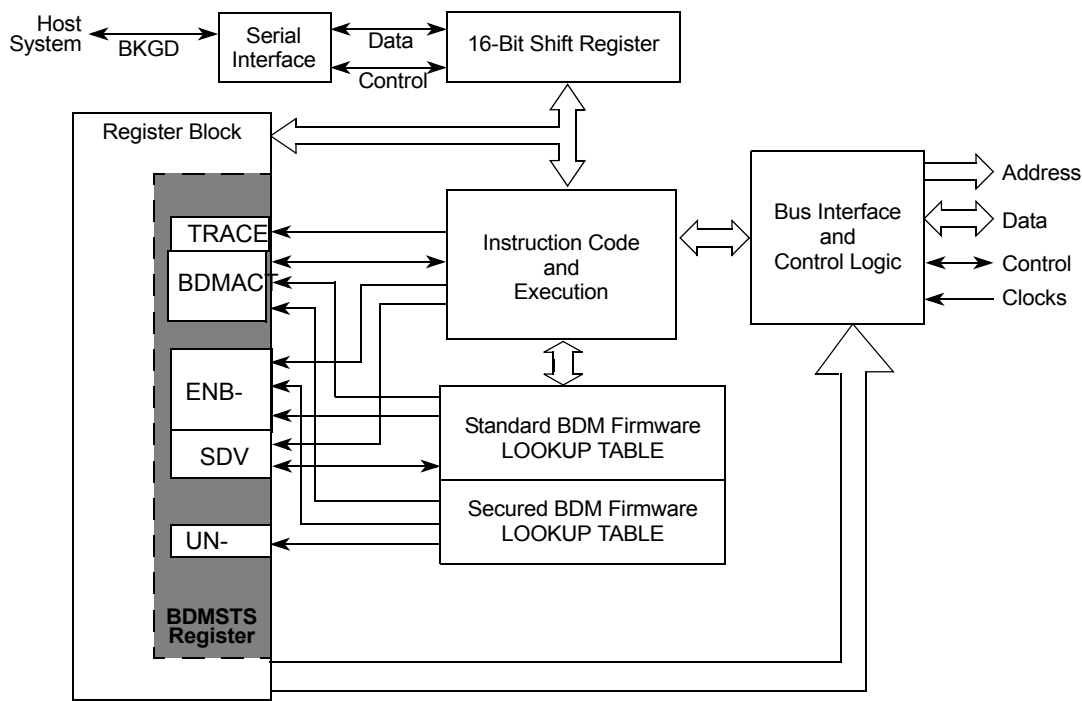 Host
System
BKGD
Serial
Interface
Data
Control
16-Bit Shift Register
Register Block
TRACE
BDMACT
ENB-
SDV
UN-
BDMSTS
Register
Instruction Code
and
Execution
Standard BDM Firmware
LOOKUP TABLE
Secured BDM Firmware
LOOKUP TABLE
Bus Interface
and
Control Logic
Address
Data
Control
Clocks